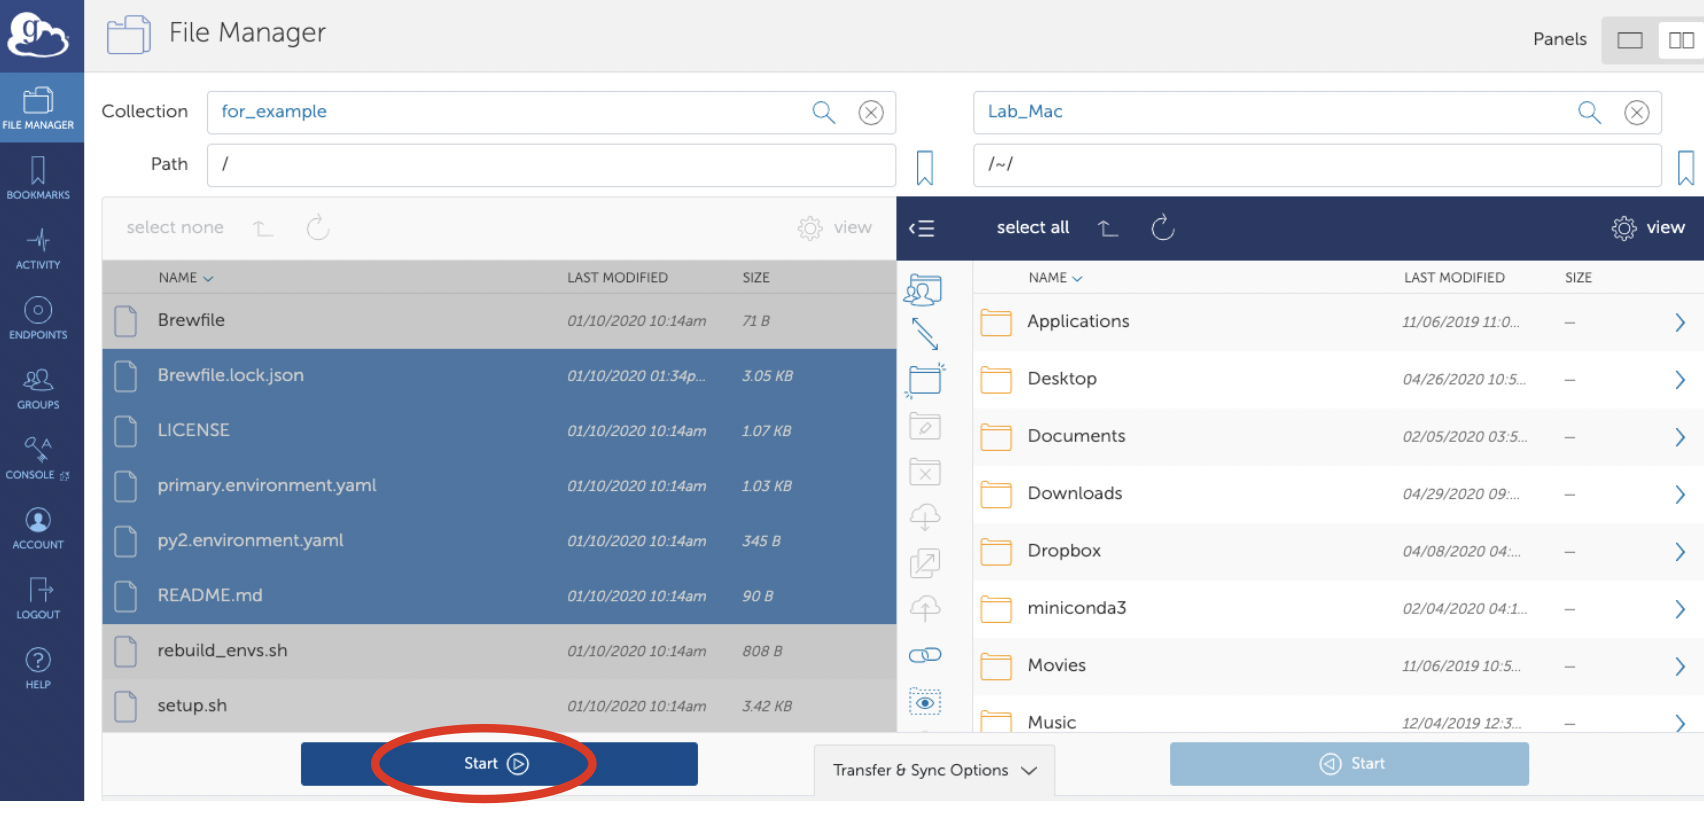 g
File Manager
Panels
FILE MANAGER
BOOKMARKS
ACTIVITY
ENDPOINTS
GROUPS
CONSOLE
ACCOUNT
LOGOUT
HELP
Collection for_example
Path /
select none view
NAME LAST MODIFIED SIZE
Brewfile 01/10/2020 10:14am 71 B
Brewfile.lock.json 01/10/2020 01:34p... 3.05 KB
LICENSE 01/10/2020 10:14am 1.07 KB
primary.environment.yaml 01/10/2020 10:14am 1.03 KB
py2.environment.yaml 01/10/2020 10:14am 345 B
README.md 01/10/2020 10:14am 90 B
rebuild_envs.sh 01/10/2020 10:14am 808 B
setup.sh 01/10/2020 10:14am 3.42 KB
Start
Transfer & Sync Options
Lab_Mac
/~/
select all view
NAME LAST MODIFIED SIZE
Applications 11/06/2019 11:0... —
Desktop 04/26/2020 10:5... —
Documents 02/05/2020 03:5... —
Downloads 04/29/2020 09:... —
Dropbox 04/08/2020 04:... —
miniconda3 02/04/2020 04:1... —
Movies 11/06/2019 10:5... —
Music 12/04/2019 12:3... —
Start